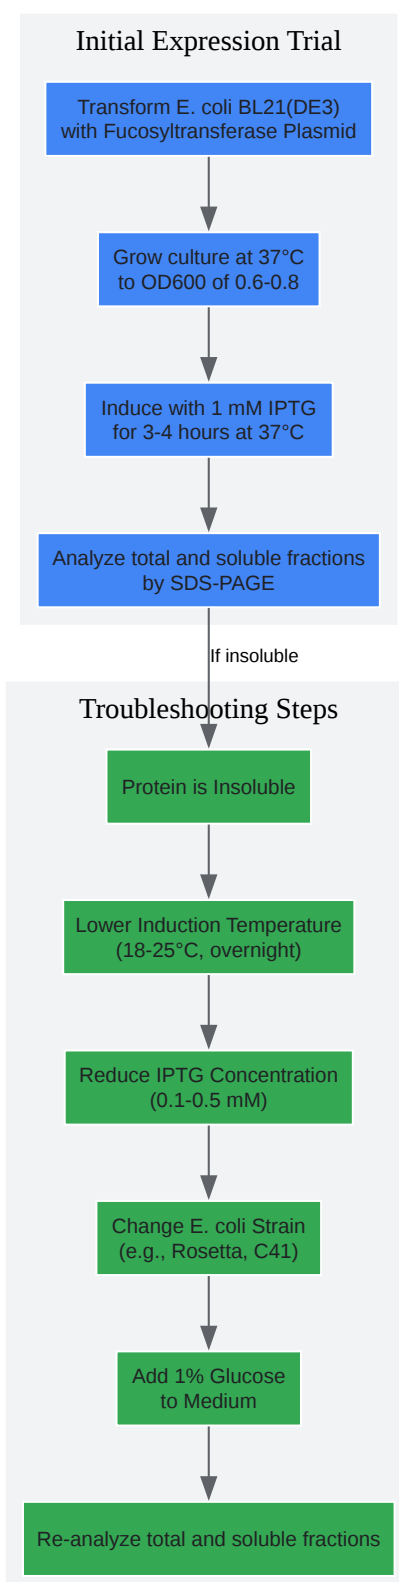 Initial Expression Trial
Transform E. coli BL21(DE3)
with Fucosyltransferase Plasmid
Grow culture at 37°C
to OD600 of 0.6-0.8
Induce with 1 mM IPTG
for 3-4 hours at 37°C
Analyze total and soluble fractions
by SDS-PAGE
If insoluble
Troubleshooting Steps
Protein is Insoluble
Lower Induction Temperature
(18-25°C, overnight)
Reduce IPTG Concentration
(0.1-0.5 mM)
Change E. coli Strain
(e.g., Rosetta, C41)
Add 1% Glucose
to Medium
Re-analyze total and soluble fractions